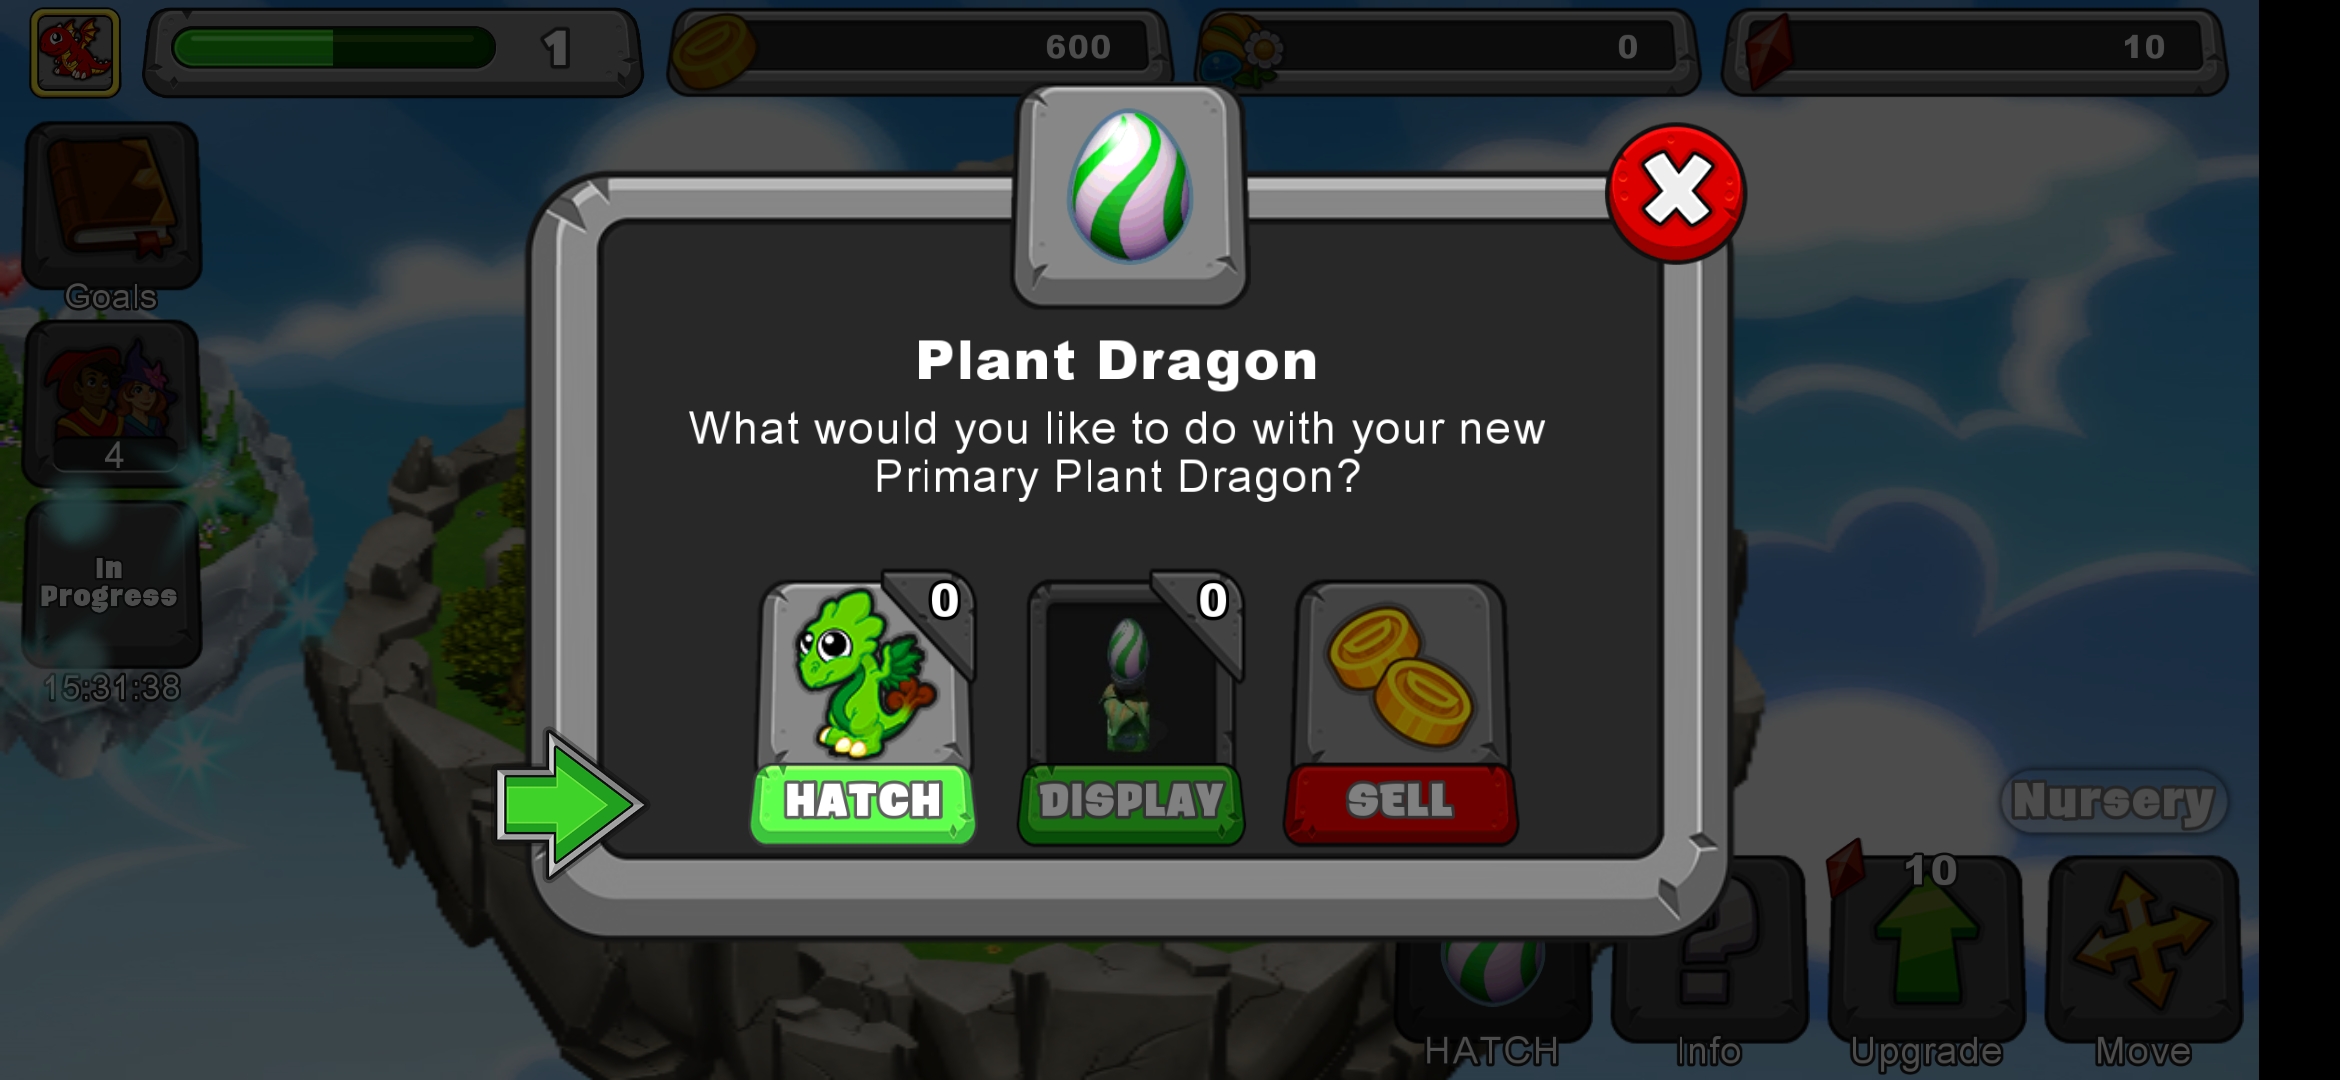 1
600
0
10
Goals
4
In
Progress
15:31:38
Plant Dragon
What would you like to do with your new
Primary Plant Dragon?
0
0
HATCH
DISPLAY
SELL
Nursery
10
HATCH
Info
Upgrade
Move